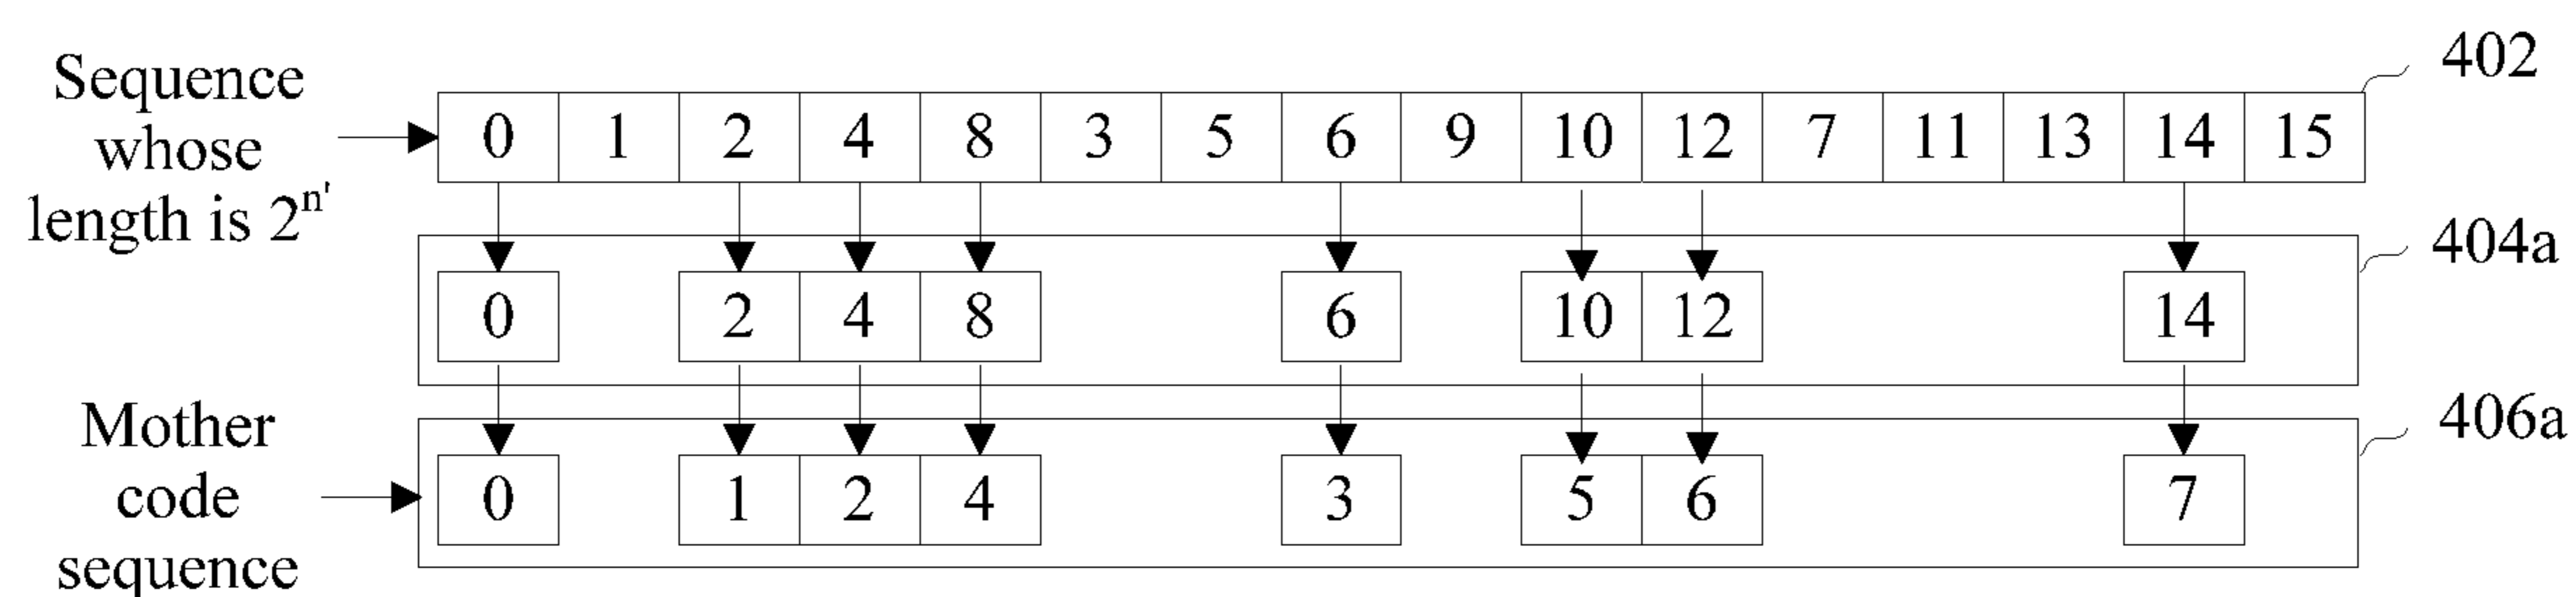 402
Sequence
whose
length is 2^n'
0 1 2 4 8 3 5 6 9 10 12 7 11 13 14 15
404a
0 2 4 8 6 10 12 14
406a
Mother
code
sequence
0 1 2 4 3 5 6 7